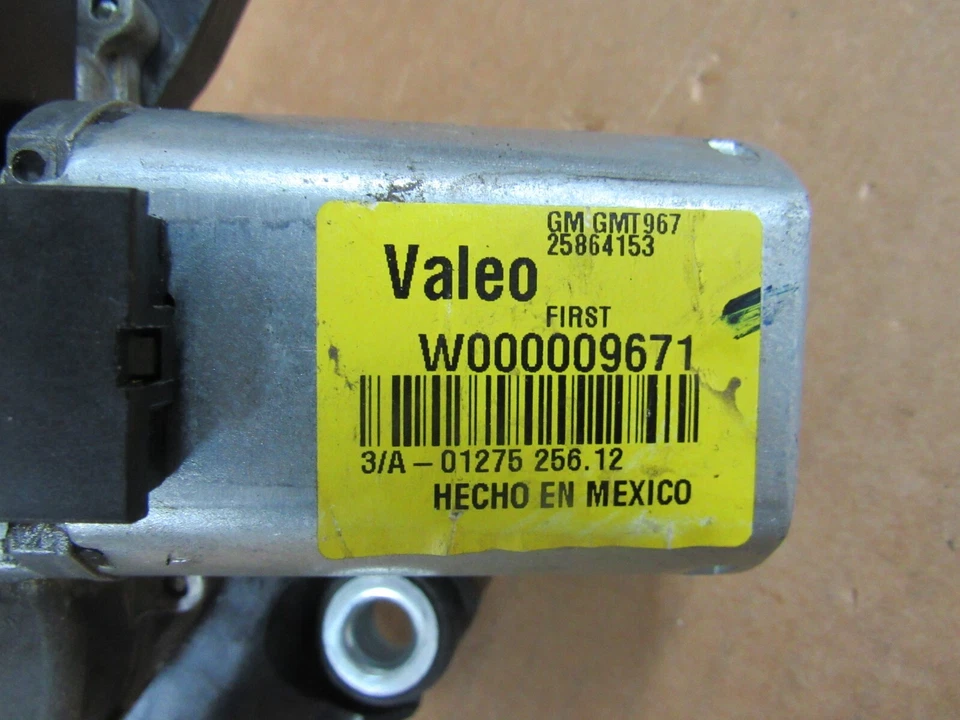 GM GMT967
25864153
Valeo
FIRST
W000009671
3/A - 01275 256.12
HECHO EN MEXICO